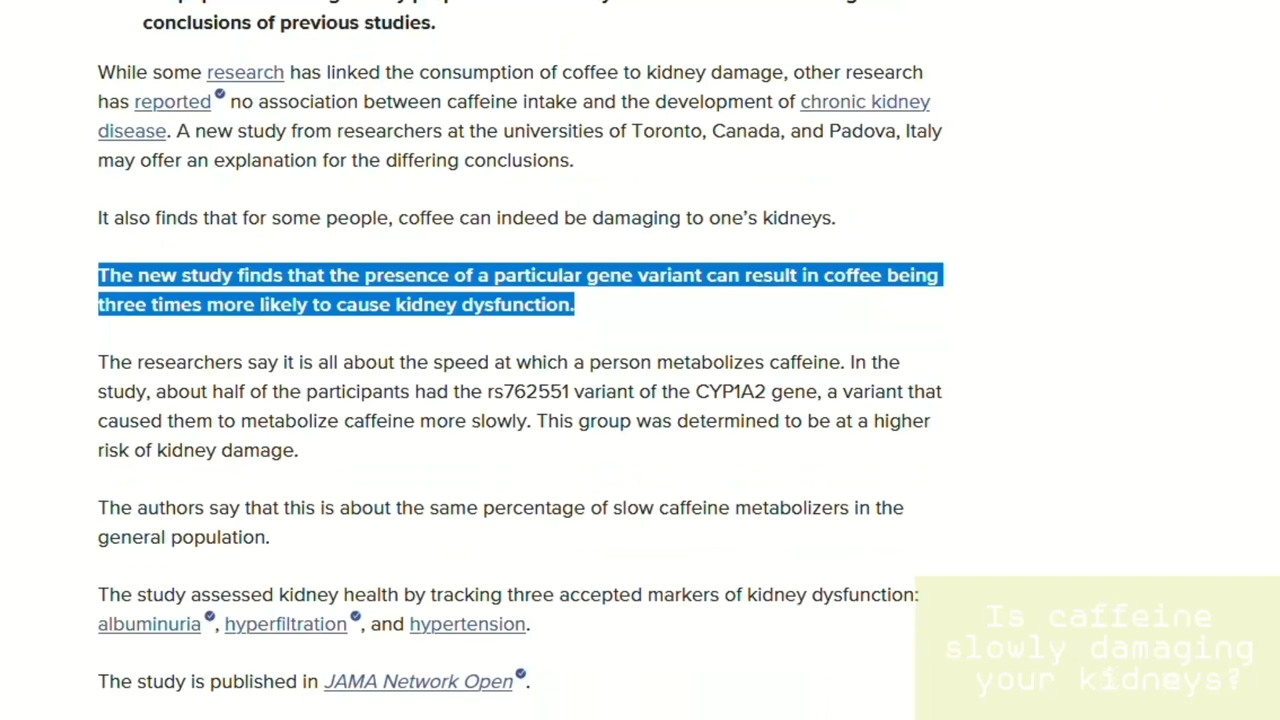 conclusions of previous studies.
While some research has linked the consumption of coffee to kidney damage, other research
has reported no association between caffeine intake and the development of chronic kidney
disease. A new study from researchers at the universities of Toronto, Canada, and Padova, Italy
may offer an explanation for the differing conclusions.
It also finds that for some people, coffee can indeed be damaging to one’s kidneys.
The new study finds that the presence of a particular gene variant can result in coffee being
three times more likely to cause kidney dysfunction.
The researchers say it is all about the speed at which a person metabolizes caffeine. In the
study, about half of the participants had the rs762551 variant of the CYP1A2 gene, a variant that
caused them to metabolize caffeine more slowly. This group was determined to be at a higher
risk of kidney damage.
The authors say that this is about the same percentage of slow caffeine metabolizers in the
general population.
The study assessed kidney health by tracking three accepted markers of kidney dysfunction:
albuminuria, hyperfiltration, and hypertension.
The study is published in JAMA Network Open.
Is caffeine
slowly damaging
your kidneys?